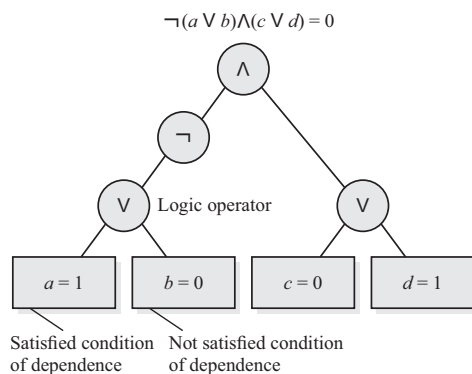 ¬(a ∨ b)∧(c ∨ d) = 0
∧
¬
∨
Logic operator
∨
a = 1
b = 0
c = 0
d = 1
Satisfied condition
of dependence
Not satisfied condition
of dependence